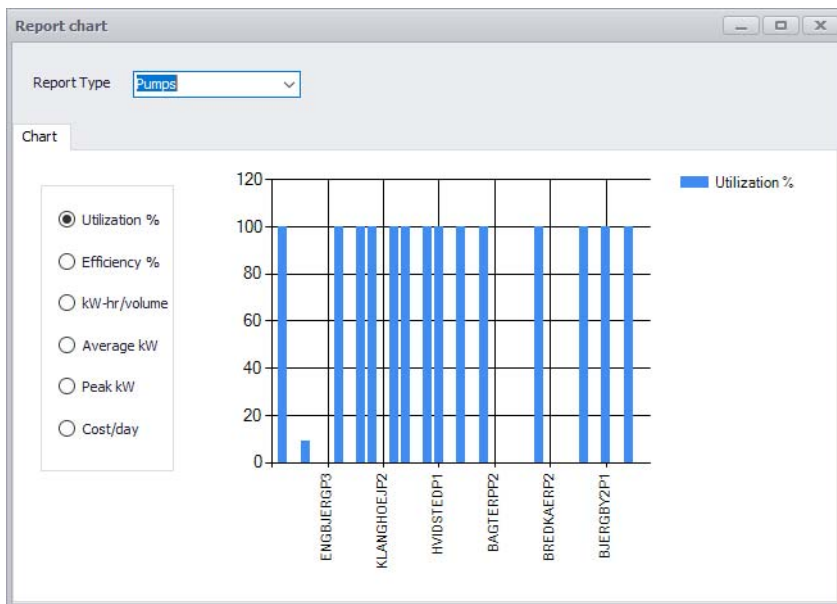 Report chart
Report Type
Pumps
Chart
Utilization %
Efficiency %
kW-hr/volume
Average kW
Peak kW
Cost/day
120
100
80
60
40
20
0
ENGBJERGP3
KLANGHOEJP2
HVIDSTEDP1
BAGTERPP2
BREDKAERP2
BJERGBY2P1
Utilization %